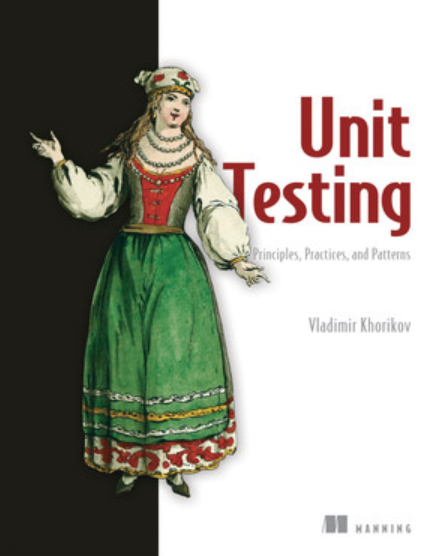 Unit
Testing
Principles, Practices, and Patterns
Vladimir Khorikov
MANNING